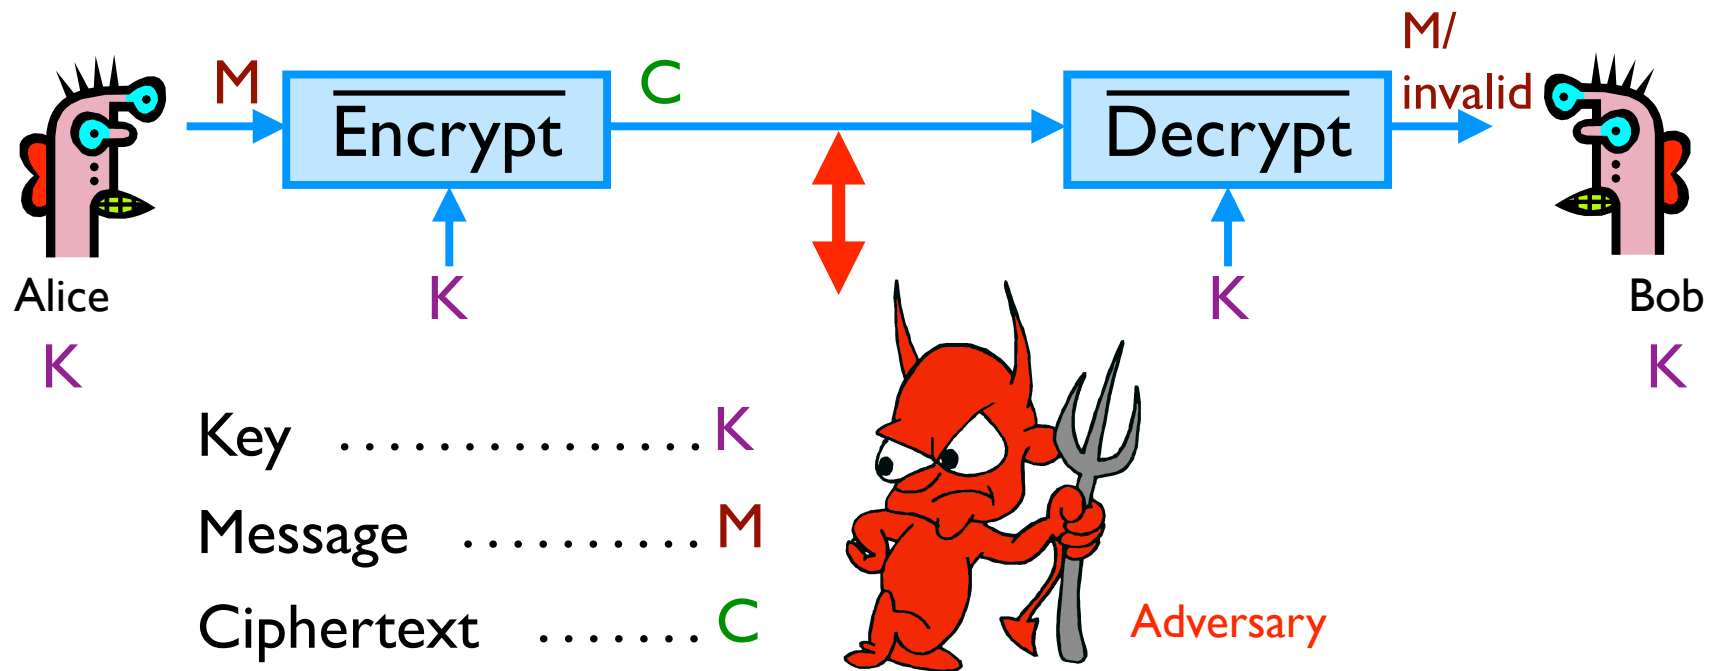 M/
M
C
invalid
Encrypt
Decrypt
K
K
Alice
Bob
K
K
Key ............... K
Message .......... M
Ciphertext ....... C
Adversary